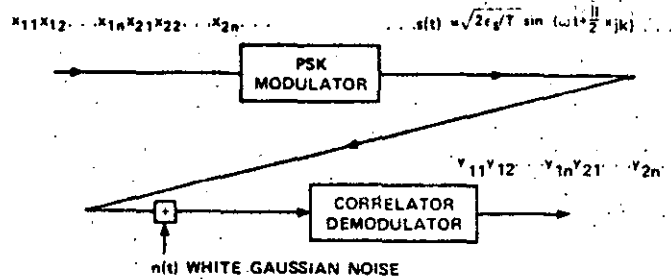 x11x12...x1nx21x22...x2n... ...s(t) = √2εs/T sin (ωt+π/2 xjk)
PSK
MODULATOR
y11y12...y1ny21...y2n
+
CORRELATOR
DEMODULATOR
n(t) WHITE GAUSSIAN NOISE